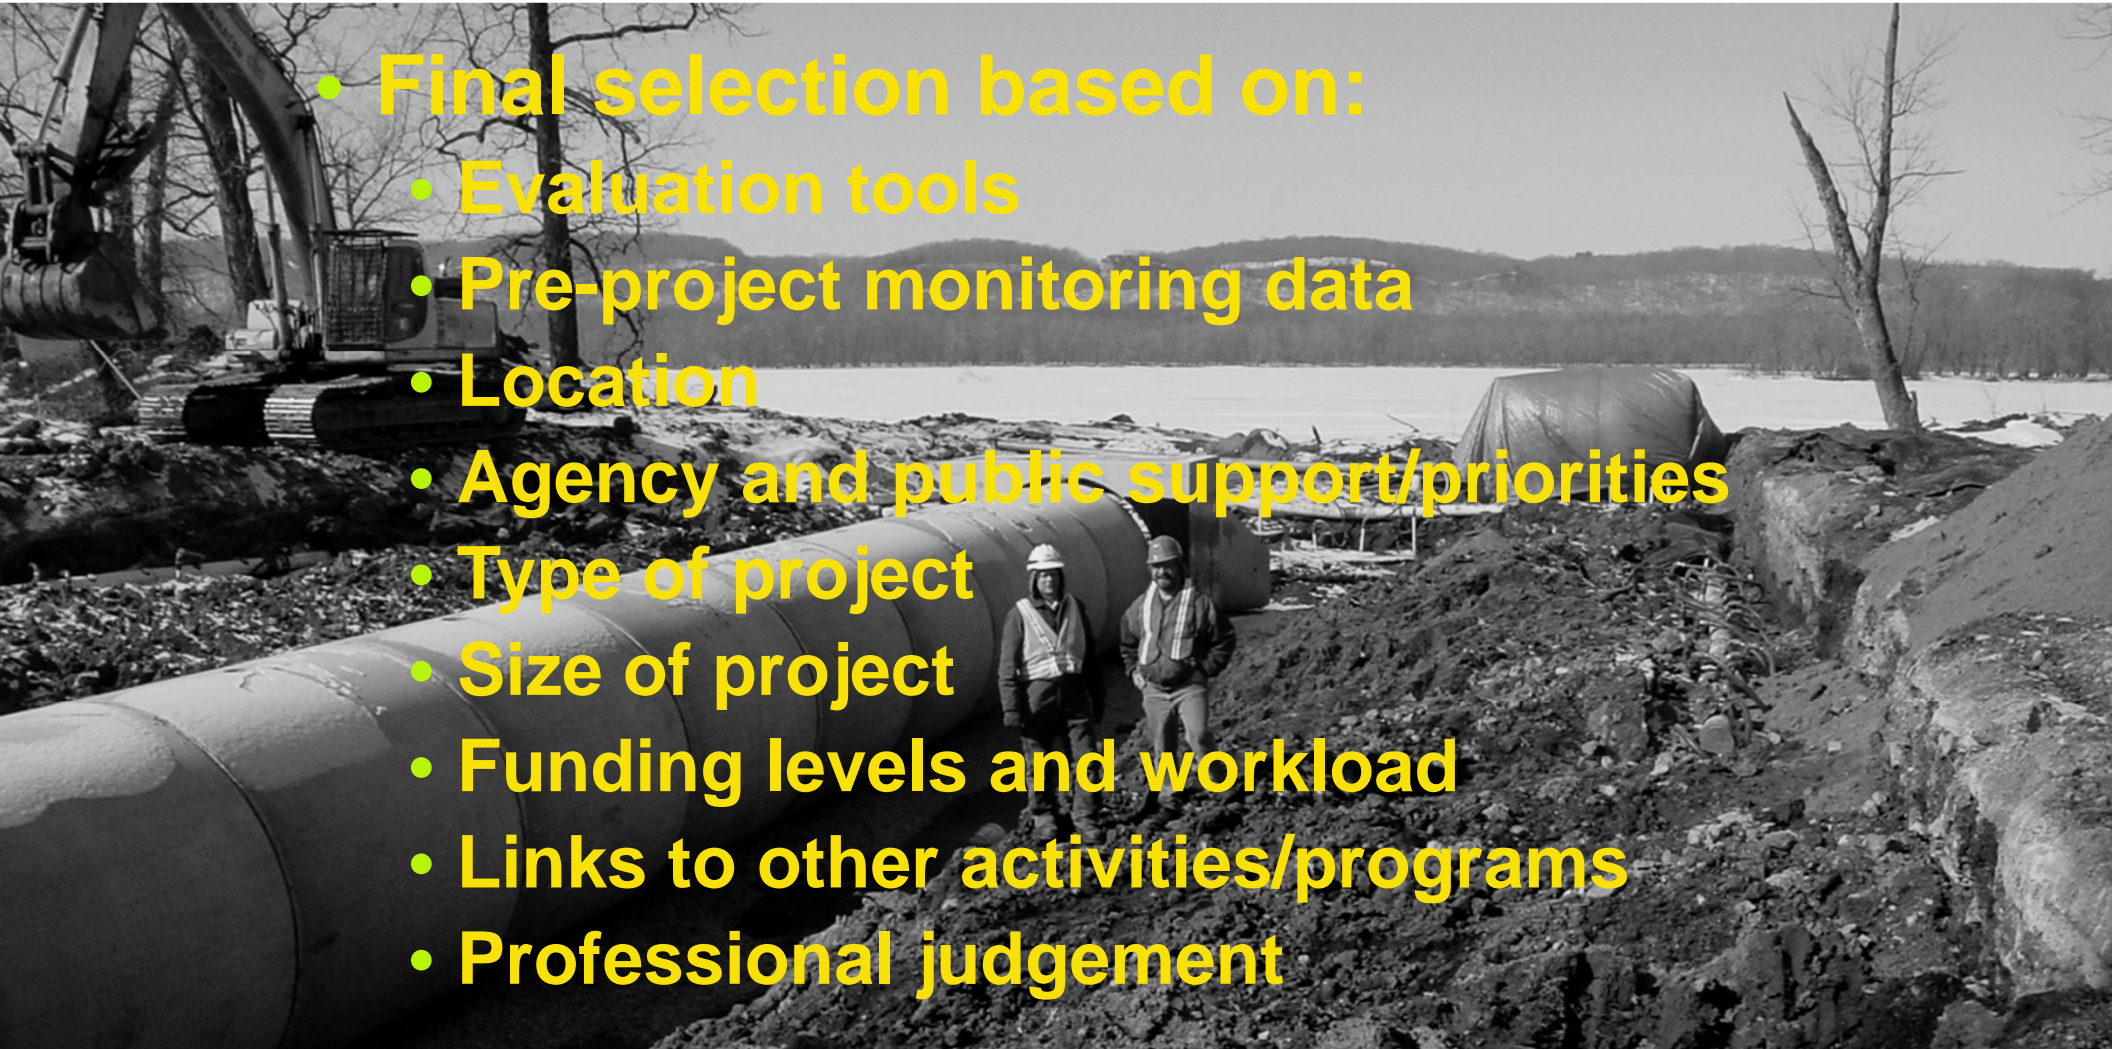 • Final selection based on:
• Evaluation tools
• Pre-project monitoring data
• Location
• Agency and public support/priorities
• Type of project
• Size of project
• Funding levels and workload
• Links to other activities/programs
• Professional judgement